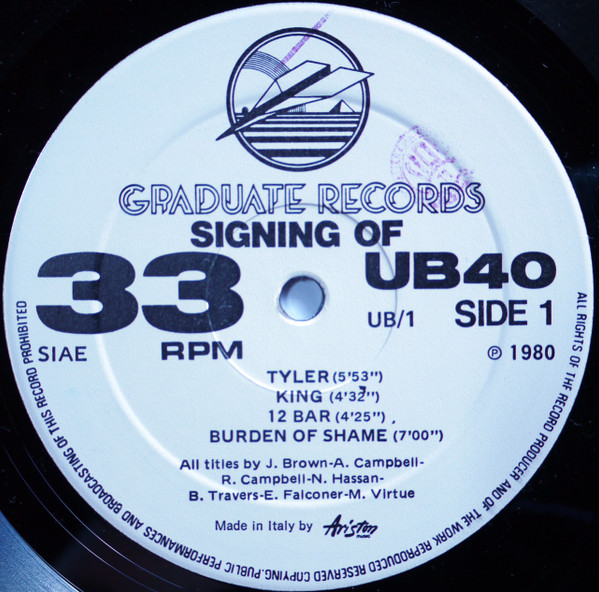 GRADUATE RECORDS
SIGNING OF
33 UB40
UB/1 SIDE 1
SIAE RPM ℗ 1980
TYLER (5'53")
KING (4'32")
12 BAR (4'25")
BURDEN OF SHAME (7'00")
All titles by J. Brown-A. Campbell-
R. Campbell-N. Hassan-
B. Travers-E. Falconer-M. Virtue
Made in Italy by Ariston
ALL RIGHTS OF THE RECORD PRODUCER AND OF THE WORK REPRODUCED RESERVED COPYING.PUBLIC PERFORMANCES AND BROADCASTING OF THIS RECORD PROHIBITED